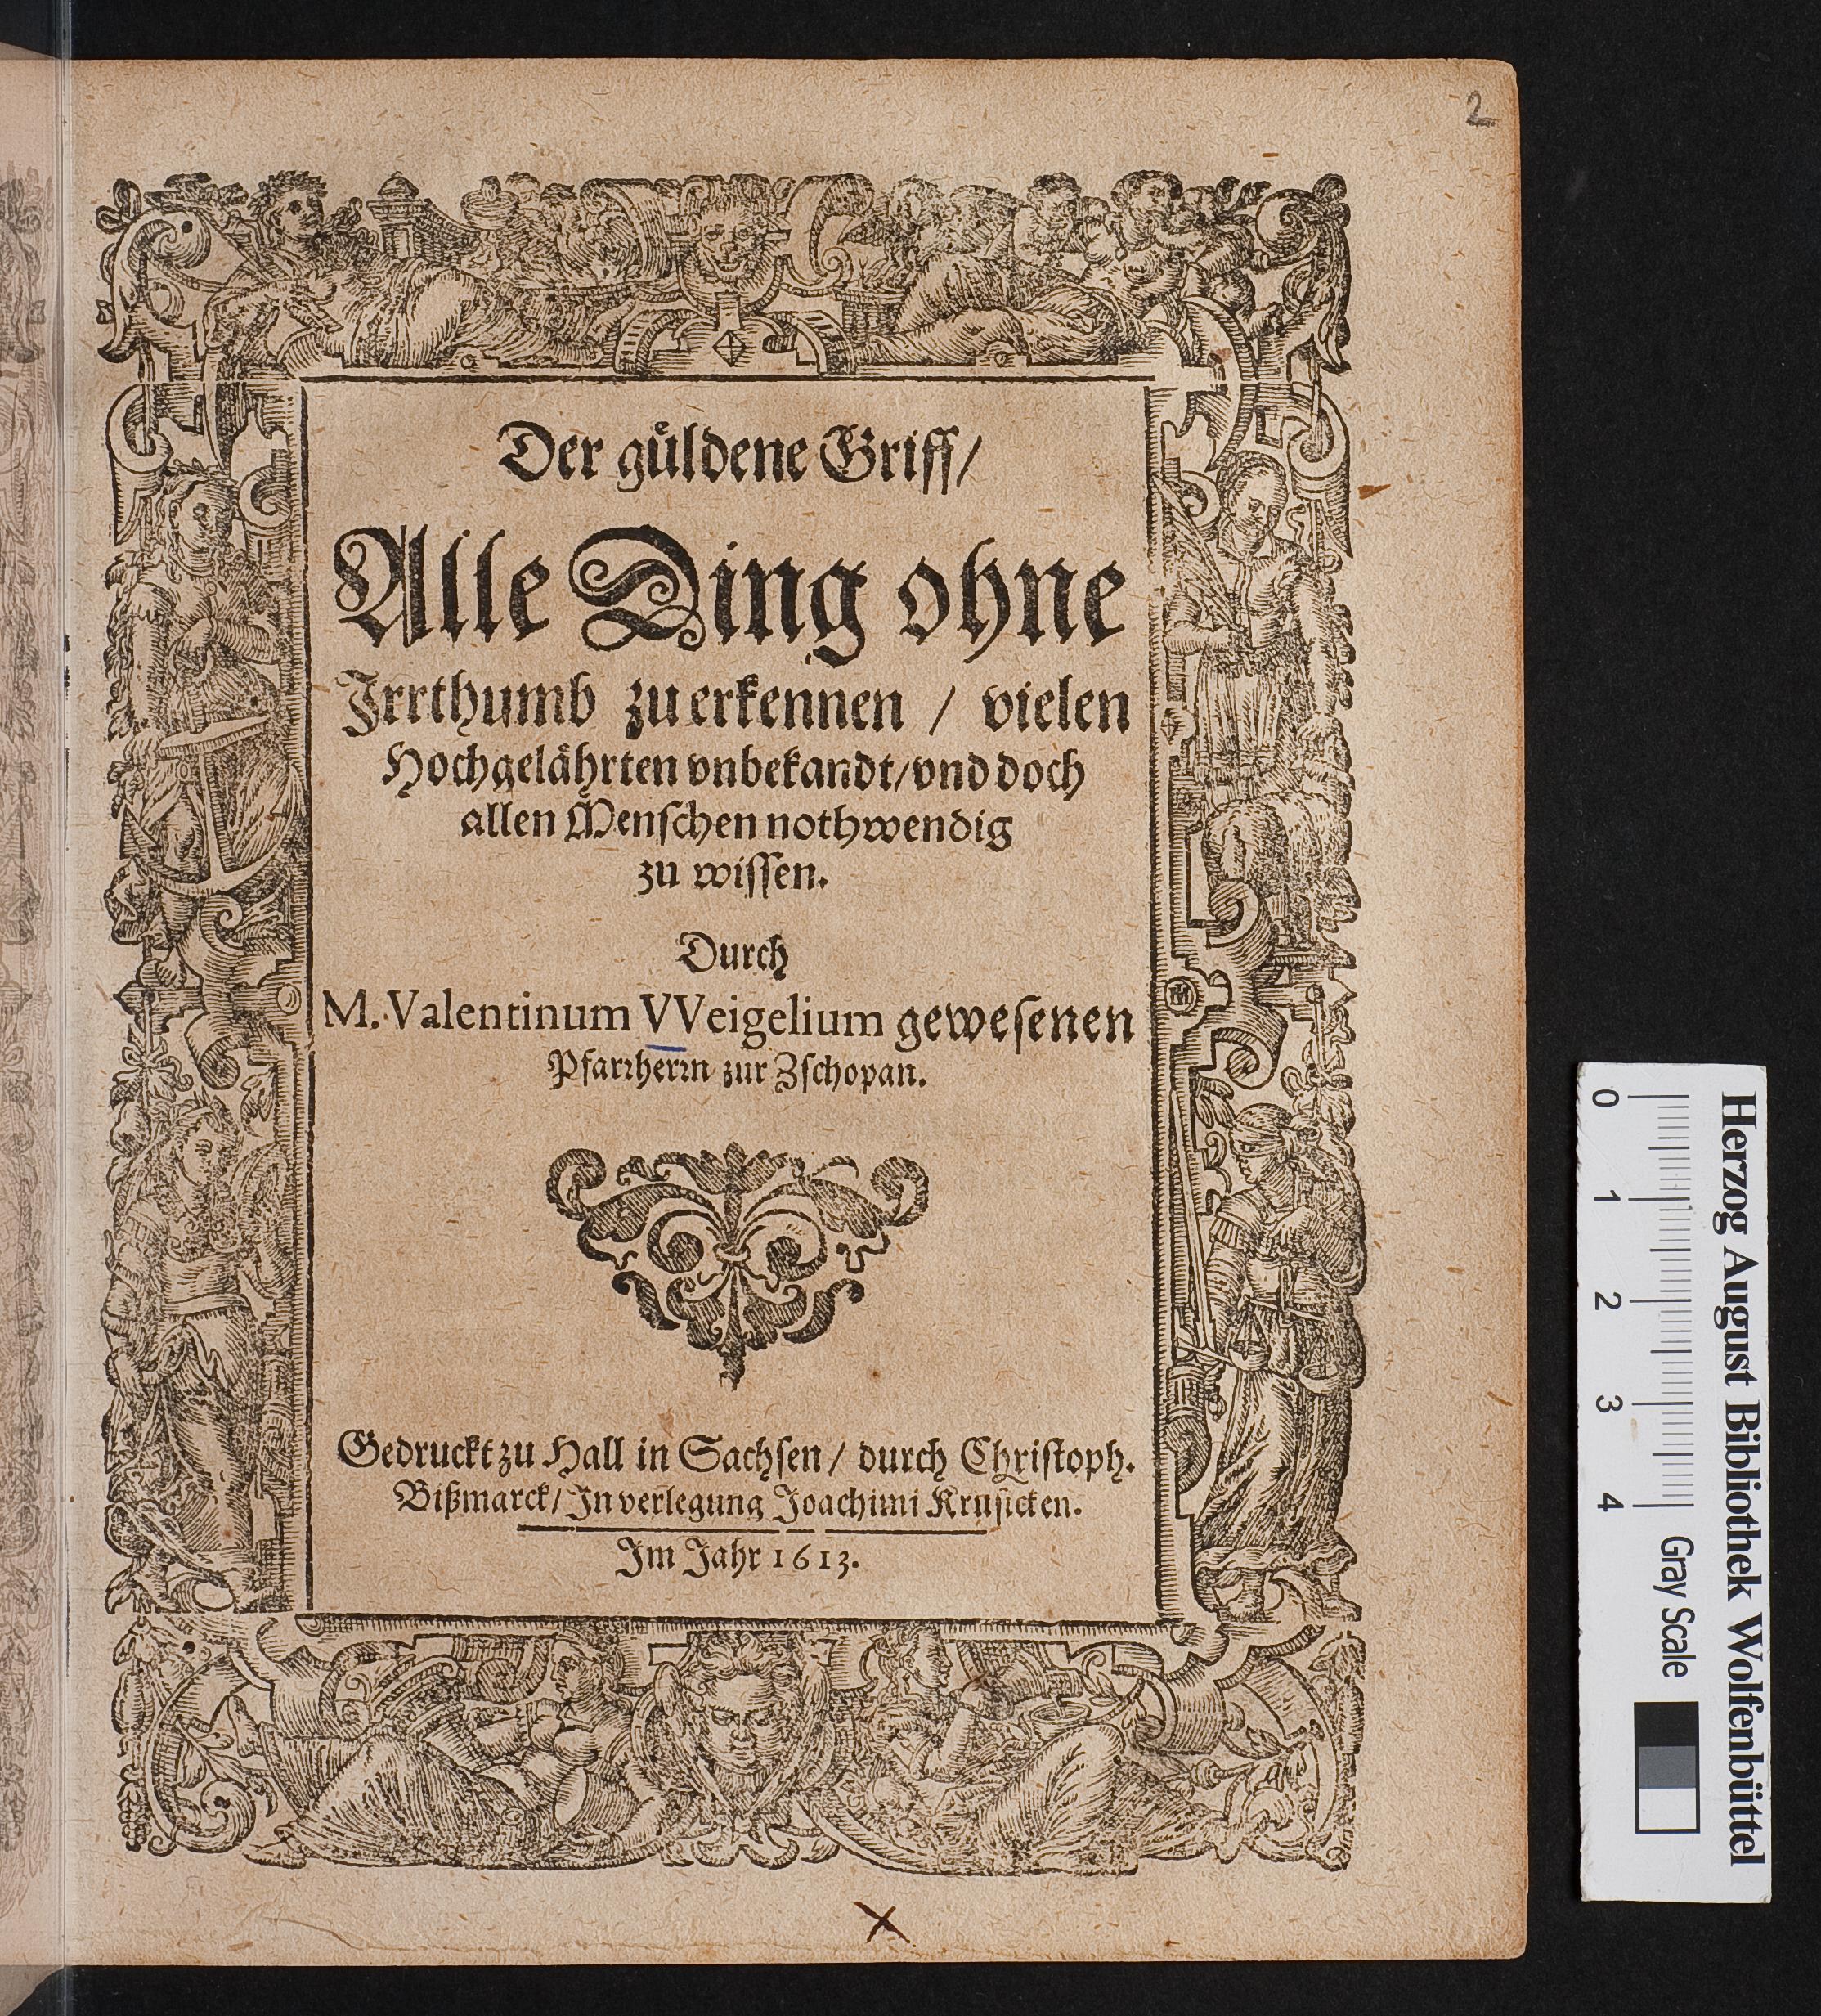 2
Der güldene Griff/
Alle Ding ohne
Irrthumb zu erkennen / vielen
Hochgelährten vnbekandt/vnd doch
allen Menschen nothwendig
zu wissen.
Durch
M. Valentinum VVeigelium gewesenen
Pfarrherrn zur Zschopan.
Gedruckt zu Hall in Sachsen / durch Christoph.
Bißmarck/ In verlegung Joachimi Krusicken.
Im Jahr 1613.
Herzog August Bibliothek Wolfenbüttel
0 1 2 3 4 Gray Scale